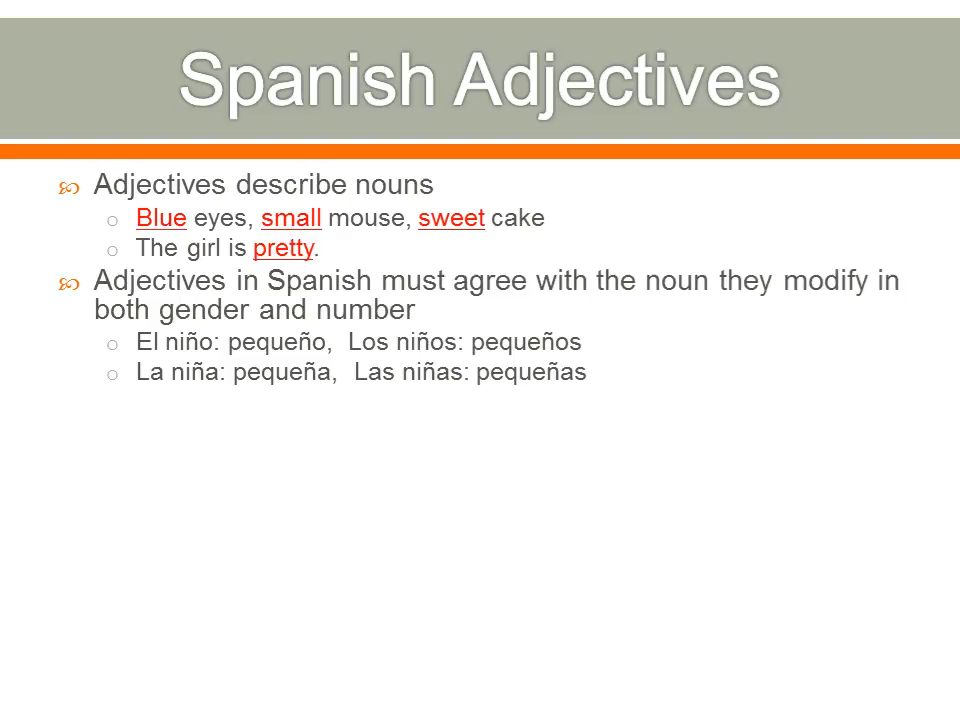 Spanish Adjectives
Adjectives describe nouns
Blue eyes, small mouse, sweet cake
The girl is pretty.
Adjectives in Spanish must agree with the noun they modify in
both gender and number
El niño: pequeño, Los niños: pequeños
La niña: pequeña, Las niñas: pequeñas